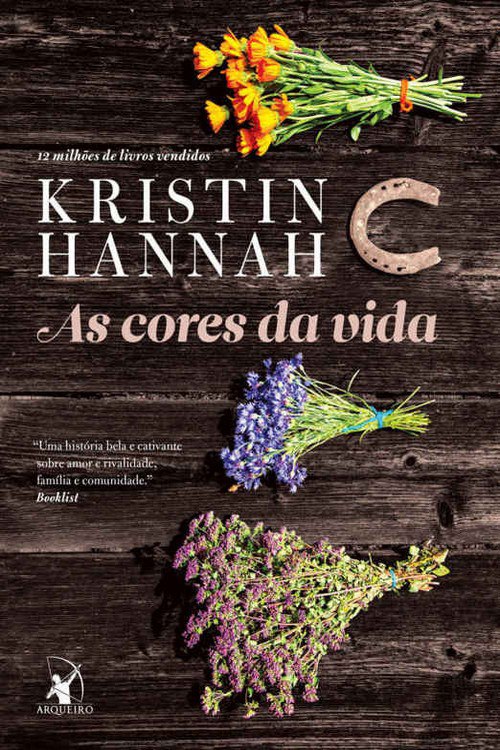 12 milhões de livros vendidos
KRISTIN
HANNAH
As cores da vida
“Uma história bela e cativante
sobre amor e rivalidade,
família e comunidade.”
Booklist
ARQUEIRO